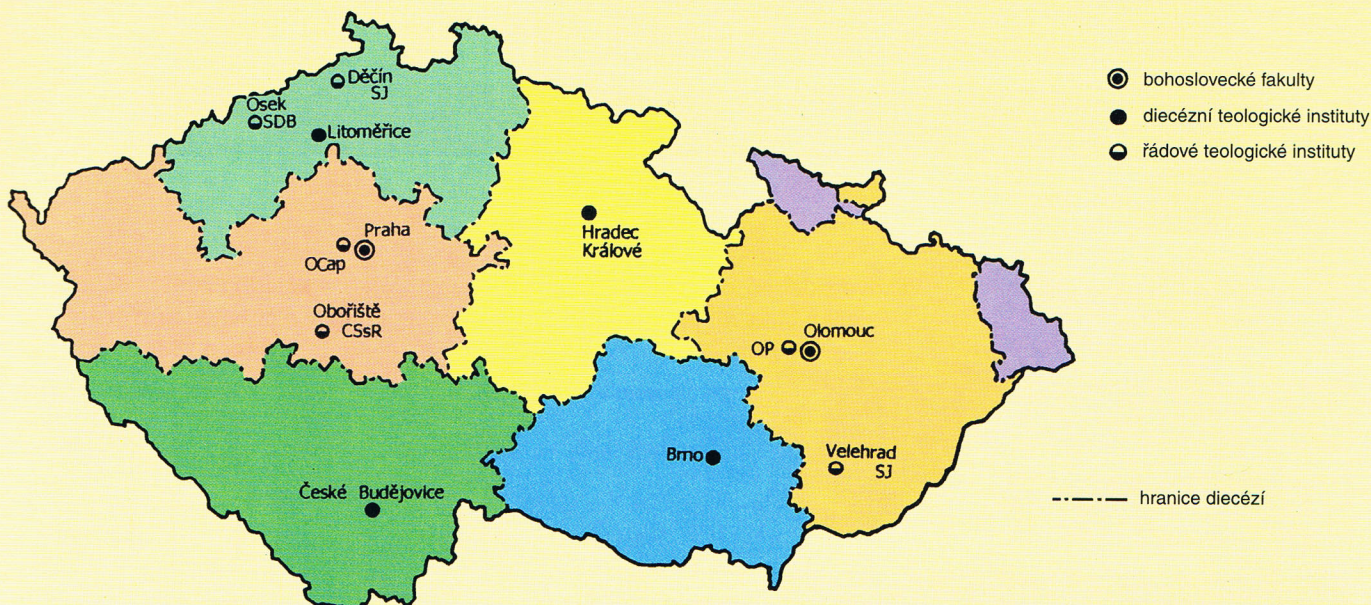 Děčín
SJ
Osek
SDB
Litoměřice
Praha
OCap
Obořiště
CSsR
Hradec
Králové
Olomouc
OP
Velehrad
SJ
Brno
České Budějovice
bohoslovecké fakulty
diecézní teologické instituty
řádové teologické instituty
hranice diecézí